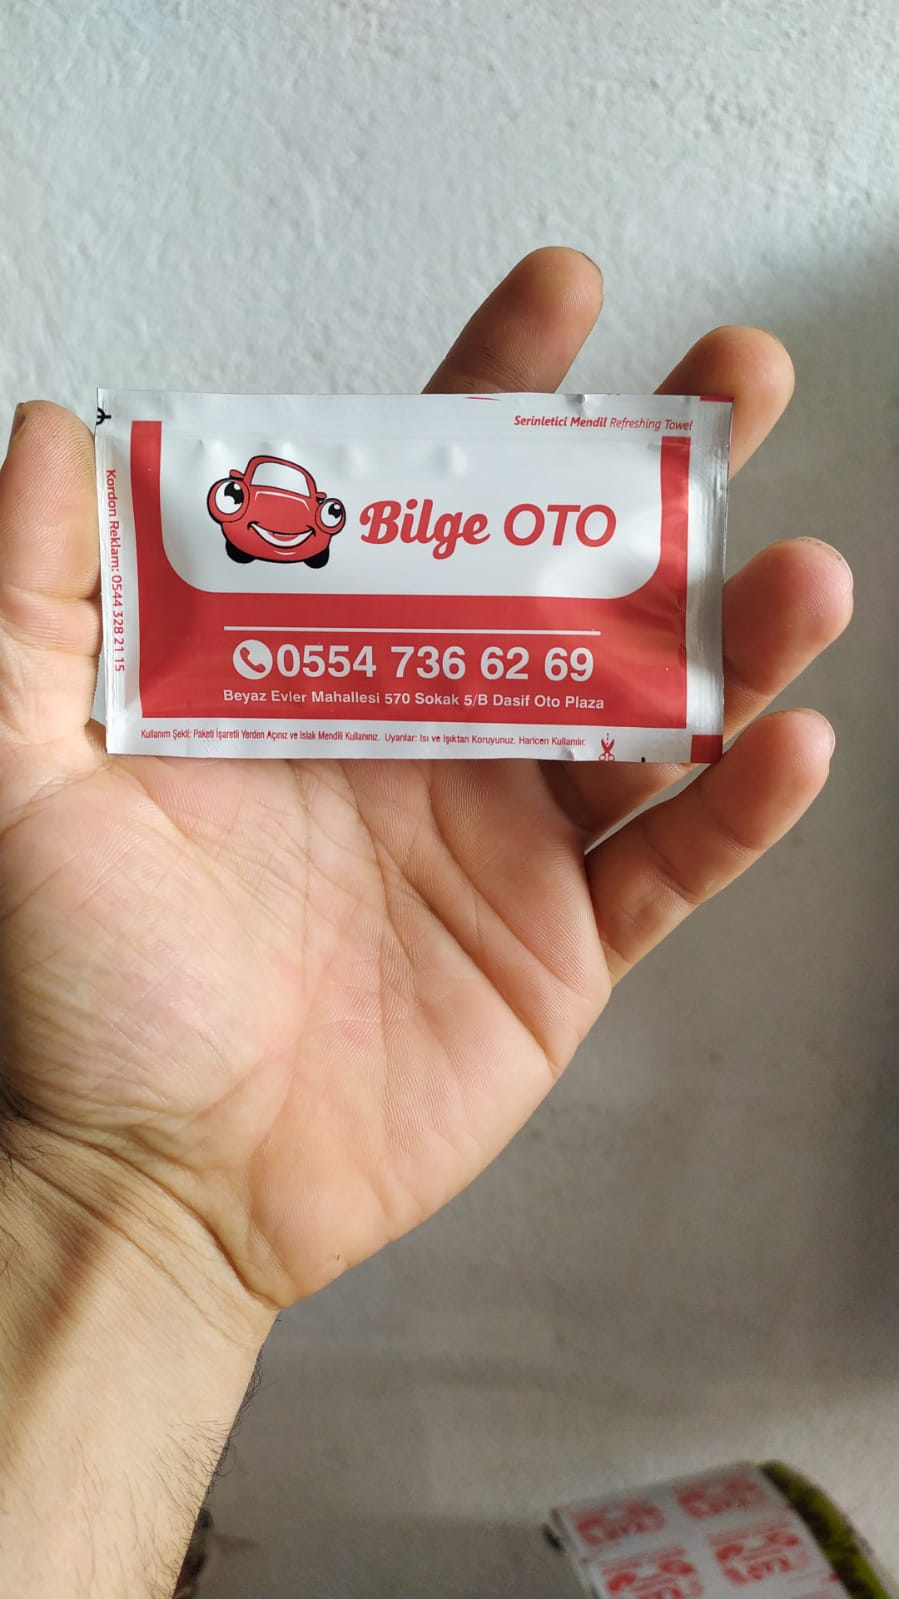 Serinletici Mendil Refreshing Towel
Bilge OTO
0554 736 62 69
Beyaz Evler Mahallesi 570 Sokak 5/B Dasif Oto Plaza
Kullanım Şekli: Paketi İşaretli Yerden Açınız ve Islak Mendili Kullanınız. Uyarılar: Isı ve Işıktan Koruyunuz. Haricen Kullanılır.
Kordon Reklam: 0544 328 21 15